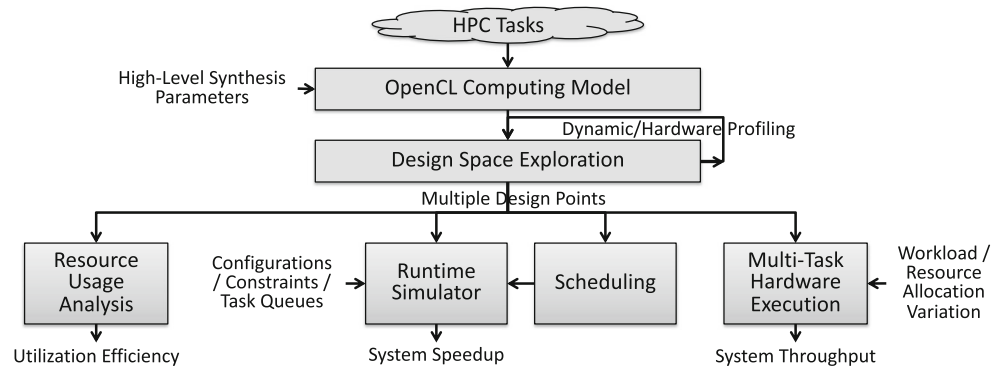 HPC Tasks
High-Level Synthesis
Parameters
OpenCL Computing Model
Dynamic/Hardware Profiling
Design Space Exploration
Multiple Design Points
Resource
Usage
Analysis
Configurations
/ Constraints /
Task Queues
Runtime
Simulator
Scheduling
Multi-Task
Hardware
Execution
Workload /
Resource
Allocation
Variation
Utilization Efficiency
System Speedup
System Throughput